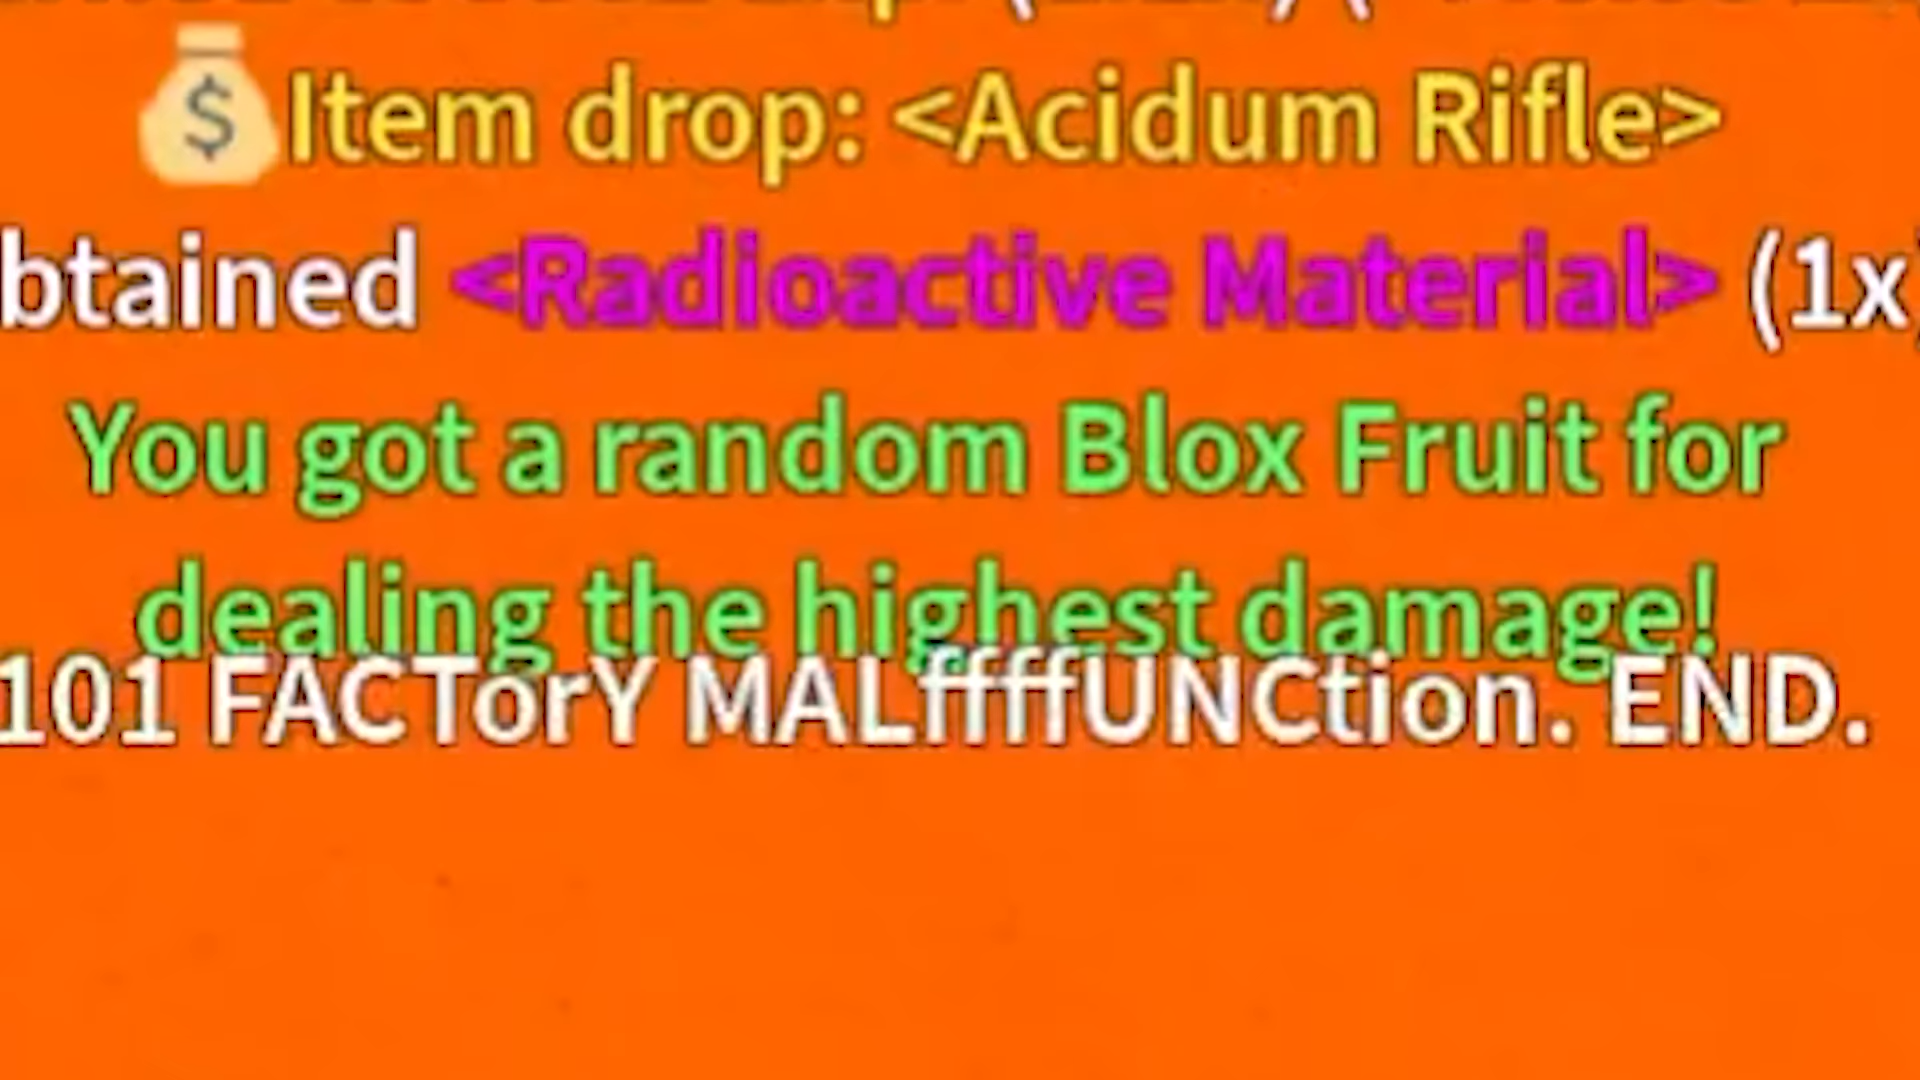 Item drop: <Acidum Rifle>
btained <Radioactive Material> (1x)
You got a random Blox Fruit for
dealing the highest damage!
101 FACTorY MALffffUNCtion. END.